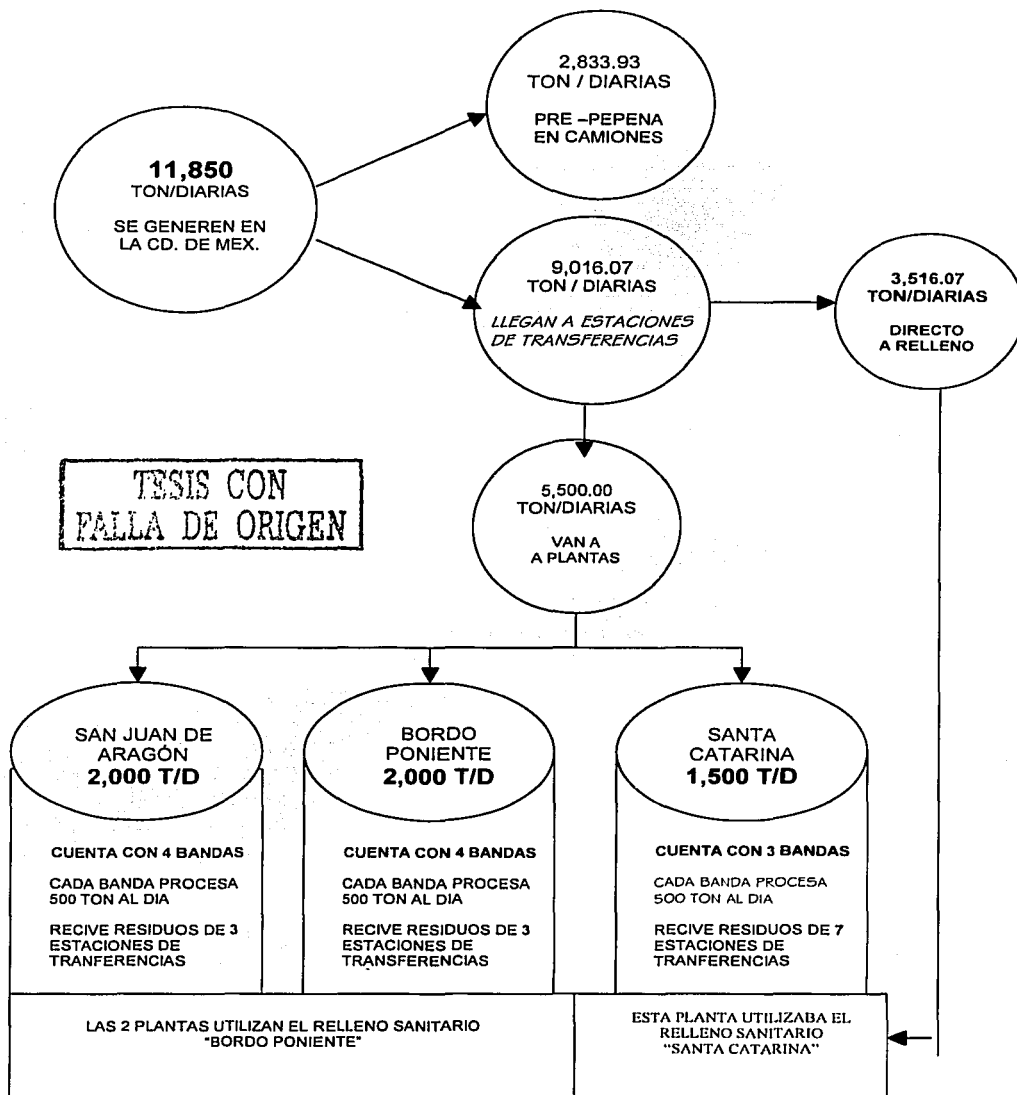 2,833.93
TON / DIARIAS
PRE –PEPENA
EN CAMIONES
11,850
TON/DIARIAS
SE GENEREN EN
LA CD. DE MEX.
9,016.07
TON / DIARIAS
LLEGAN A ESTACIONES
DE TRANSFERENCIAS
3,516.07
TON/DIARIAS
DIRECTO
A RELLENO
TESIS CON
FALLA DE ORIGEN
5,500.00
TON/DIARIAS
VAN A
A PLANTAS
SAN JUAN DE
ARAGÓN
2,000 T/D
CUENTA CON 4 BANDAS
CADA BANDA PROCESA
500 TON AL DIA
RECIVE RESIDUOS DE 3
ESTACIONES DE
TRANFERENCIAS
BORDO
PONIENTE
2,000 T/D
CUENTA CON 4 BANDAS
CADA BANDA PROCESA
500 TON AL DIA
RECIVE RESIDUOS DE 3
ESTACIONES DE
TRANSFERENCIAS
SANTA
CATARINA
1,500 T/D
CUENTA CON 3 BANDAS
CADA BANDA PROCESA
500 TON AL DIA
RECIVE RESIDUOS DE 7
ESTACIONES DE
TRANFERENCIAS
LAS 2 PLANTAS UTILIZAN EL RELLENO SANITARIO
"BORDO PONIENTE"
ESTA PLANTA UTILIZABA EL
RELLENO SANITARIO
"SANTA CATARINA"